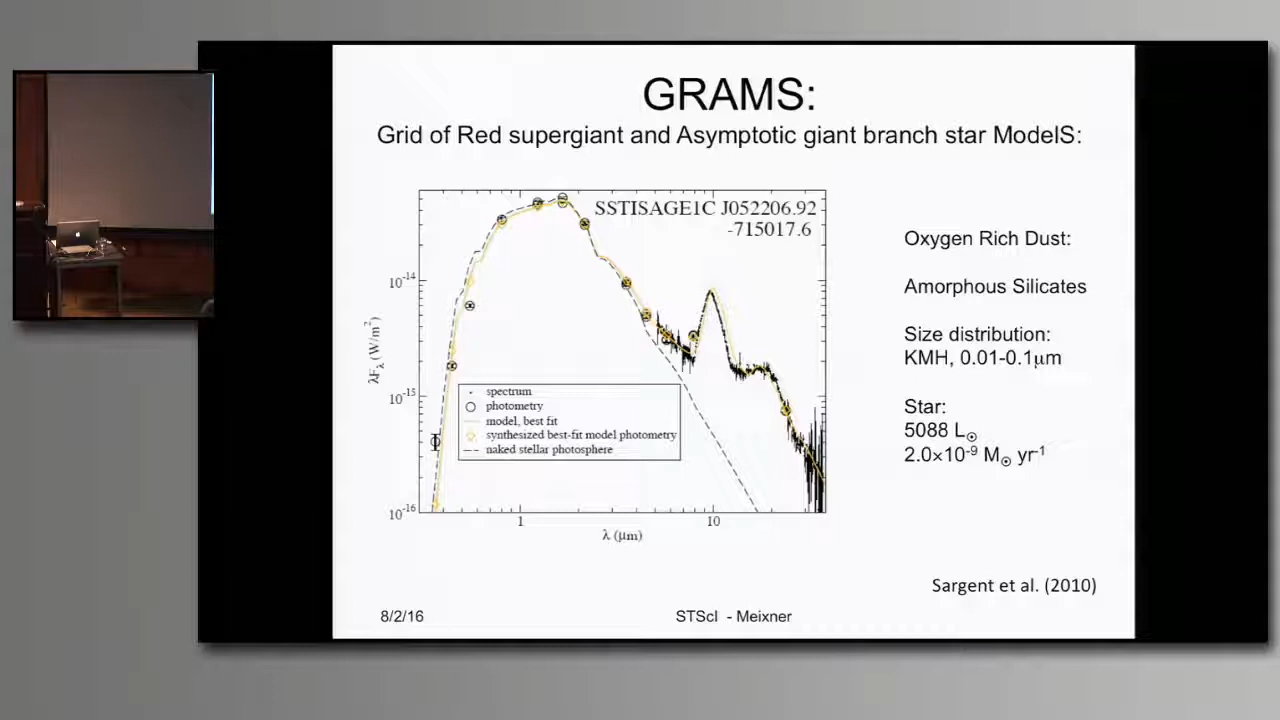 GRAMS:
Grid of Red supergiant and Asymptotic giant branch star ModelS:
SSTISAGE1C J052206.92
-715017.6
10⁻¹⁴
10⁻¹⁵
10⁻¹⁶
λF_λ (W/m²)
spectrum
photometry
model, best fit
synthesized best-fit model photometry
naked stellar photosphere
1
10
λ (μm)
Oxygen Rich Dust:
Amorphous Silicates
Size distribution:
KMH, 0.01-0.1μm
Star:
5088 L☉
2.0×10⁻⁹ M☉ yr⁻¹
Sargent et al. (2010)
8/2/16
STScI - Meixner